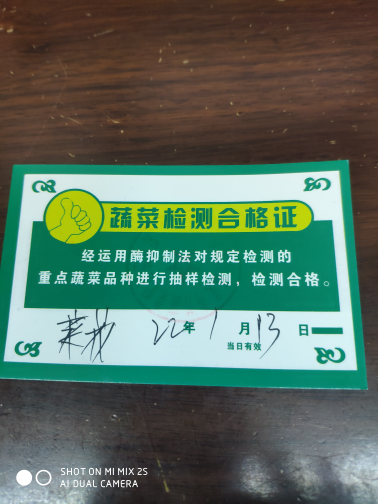 蔬菜检测合格证
经运用酶抑制法对规定检测的
重点蔬菜品种进行抽样检测，检测合格。
22年1月13日
当日有效
SHOT ON MI MIX 2S
AI DUAL CAMERA